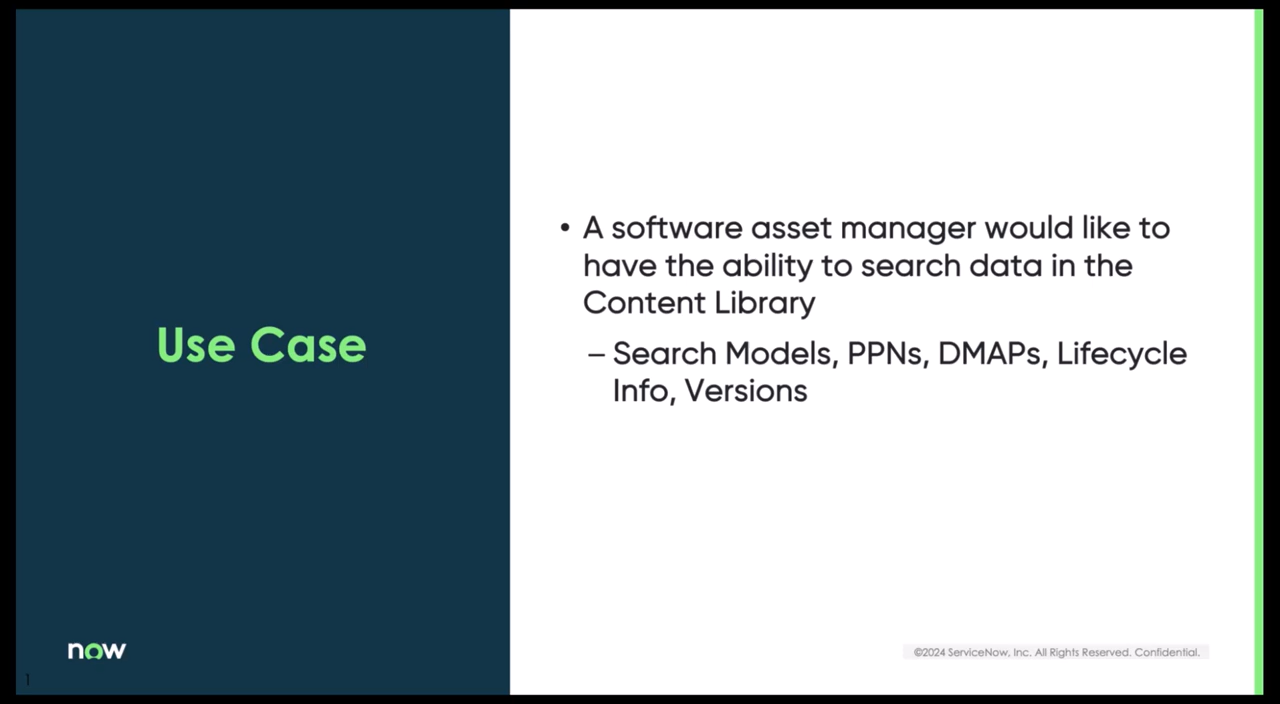 Use Case
• A software asset manager would like to
have the ability to search data in the
Content Library
– Search Models, PPNs, DMAPs, Lifecycle
Info, Versions
now
©2024 ServiceNow, Inc. All Rights Reserved. Confidential.
1